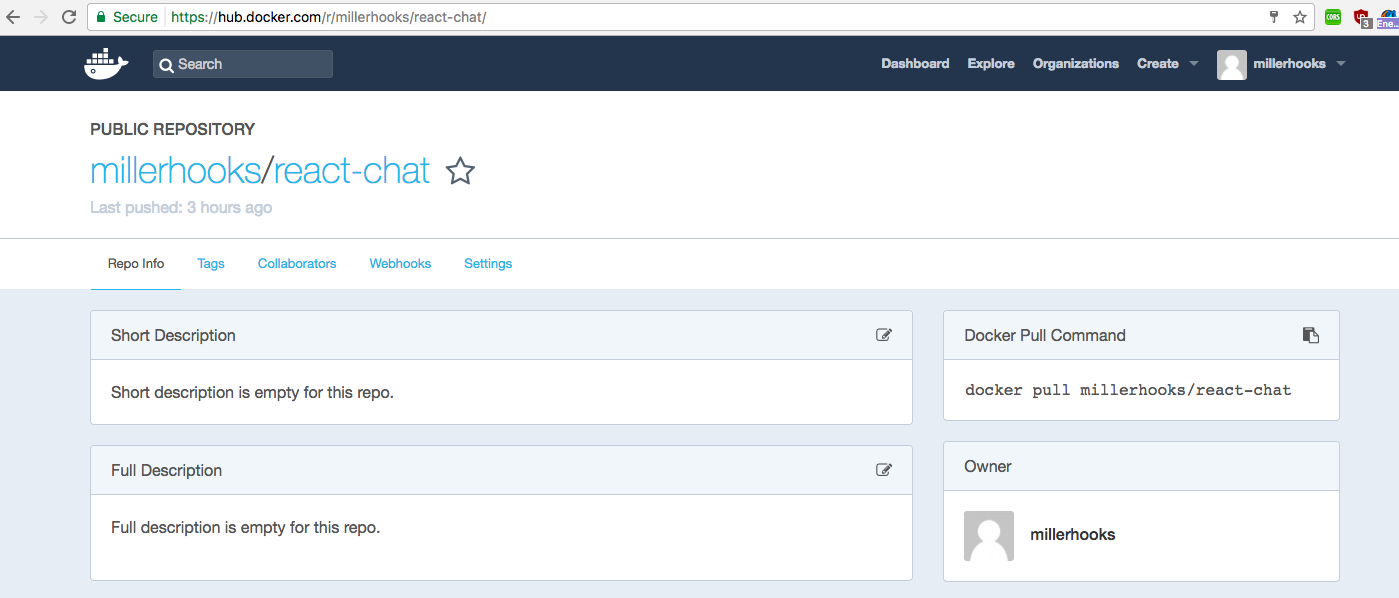 Secure https://hub.docker.com/r/millerhooks/react-chat/
CORS 3 Ene...
Search Dashboard Explore Organizations Create millerhooks
PUBLIC REPOSITORY
millerhooks/react-chat
Last pushed: 3 hours ago
Repo Info Tags Collaborators Webhooks Settings
Short Description
Short description is empty for this repo.
Full Description
Full description is empty for this repo.
Docker Pull Command
docker pull millerhooks/react-chat
Owner
millerhooks